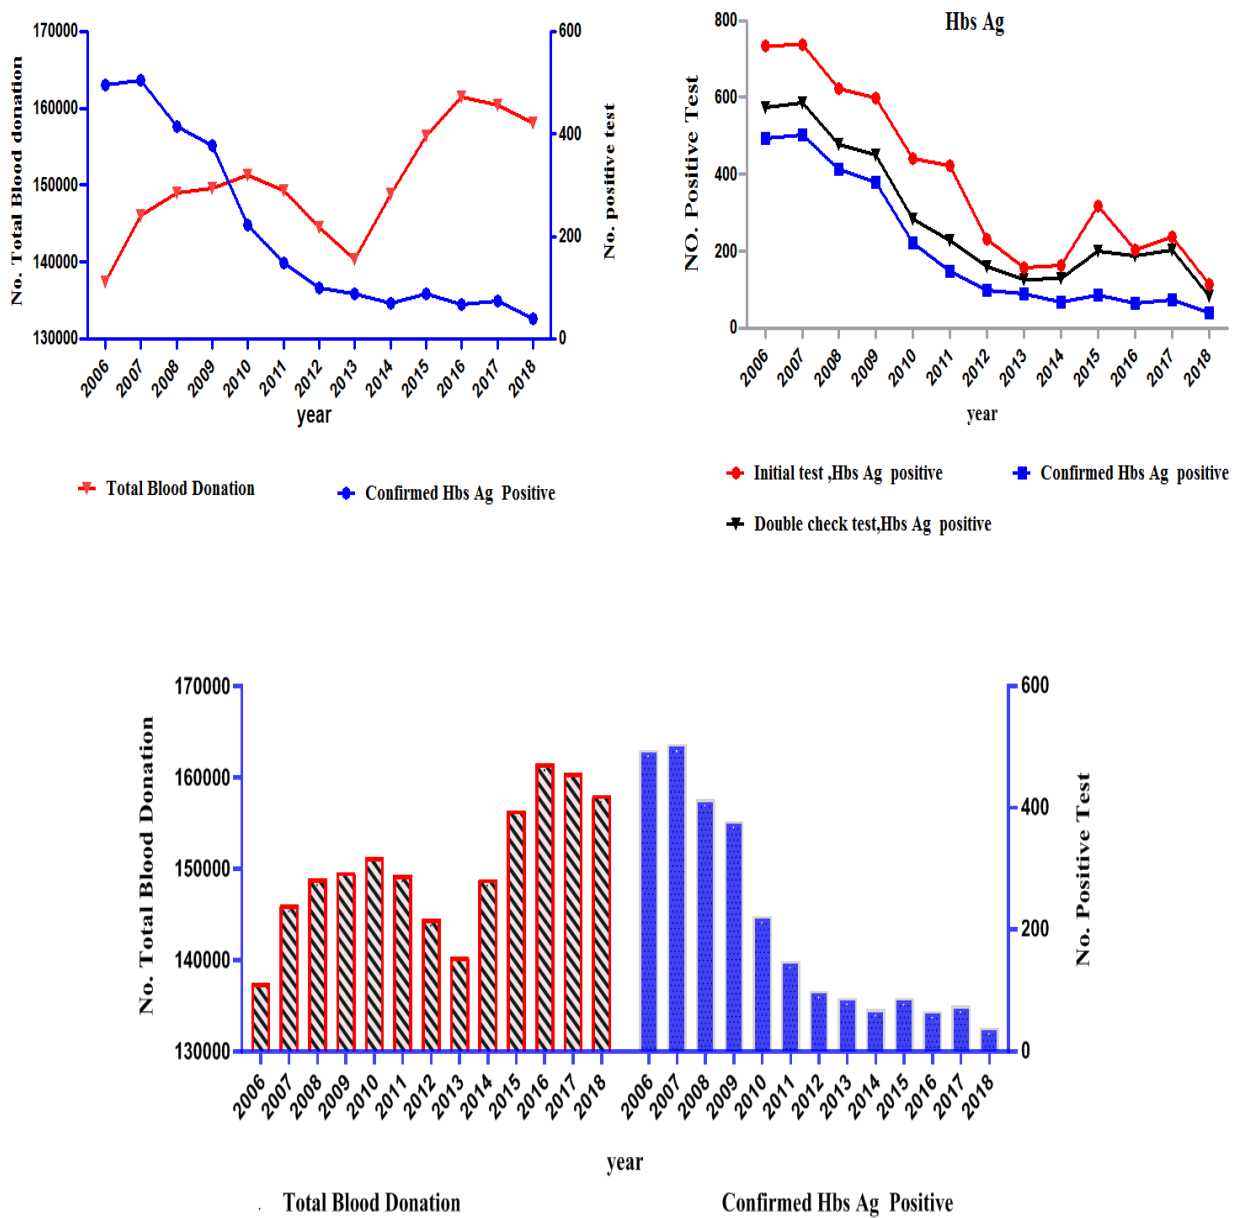 170000
160000
150000
140000
130000
No. Total Blood donation
600
400
200
0
No. positive test
2006 2007 2008 2009 2010 2011 2012 2013 2014 2015 2016 2017 2018
year
Total Blood Donation
Confirmed Hbs Ag Positive
Hbs Ag
800
600
400
200
0
NO. Positive Test
2006 2007 2008 2009 2010 2011 2012 2013 2014 2015 2016 2017 2018
year
Initial test ,Hbs Ag positive
Confirmed Hbs Ag positive
Double check test,Hbs Ag positive
170000
160000
150000
140000
130000
No. Total Blood Donation
600
400
200
0
No. Positive Test
2006 2007 2008 2009 2010 2011 2012 2013 2014 2015 2016 2017 2018
2006 2007 2008 2009 2010 2011 2012 2013 2014 2015 2016 2017 2018
year
Total Blood Donation
Confirmed Hbs Ag Positive